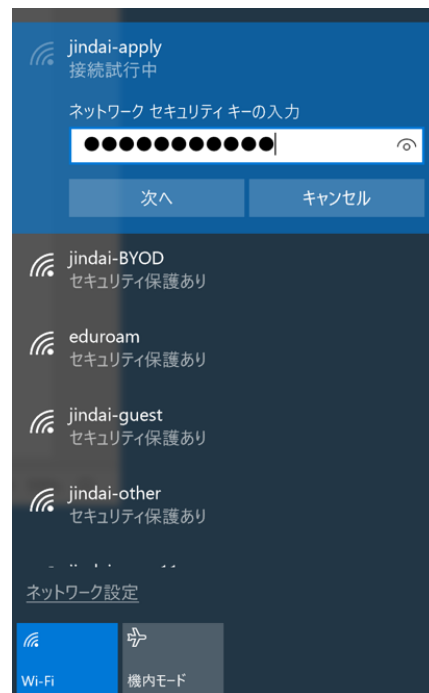 jindai-apply
接続試行中
ネットワーク セキュリティ キーの入力
●●●●●●●●●●●●
次へ キャンセル
jindai-BYOD
セキュリティ保護あり
eduroam
セキュリティ保護あり
jindai-guest
セキュリティ保護あり
jindai-other
セキュリティ保護あり
ネットワーク設定
Wi-Fi 機内モード